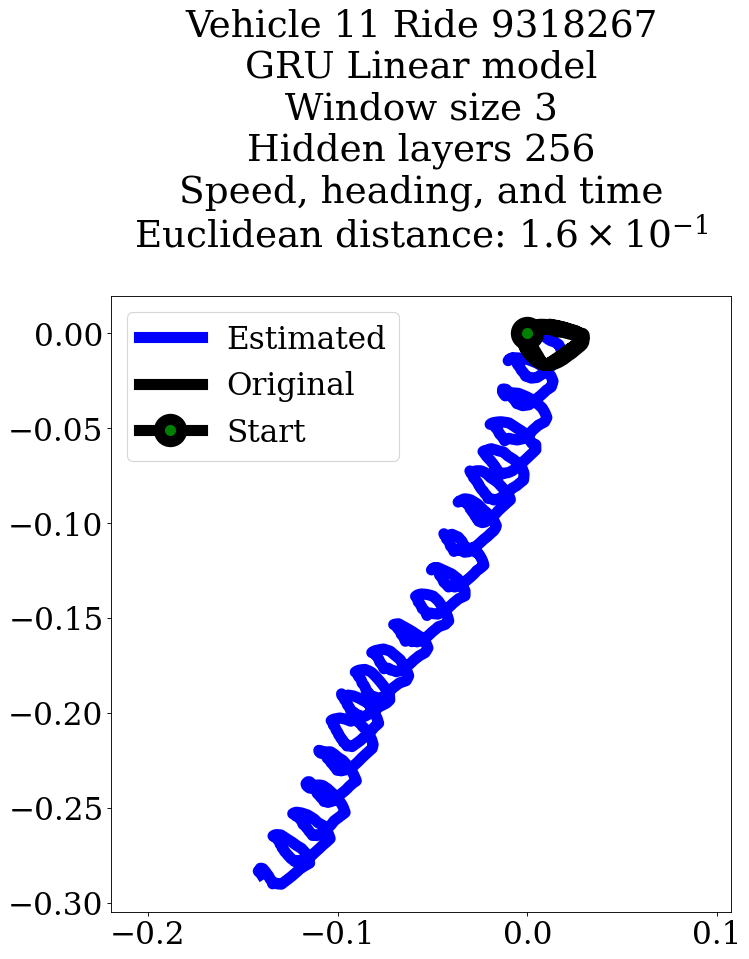 Vehicle 11 Ride 9318267
GRU Linear model
Window size 3
Hidden layers 256
Speed, heading, and time
Euclidean distance: 1.6 × 10⁻¹
Estimated
Original
Start
0.00
−0.05
−0.10
−0.15
−0.20
−0.25
−0.30
−0.2 −0.1 0.0 0.1